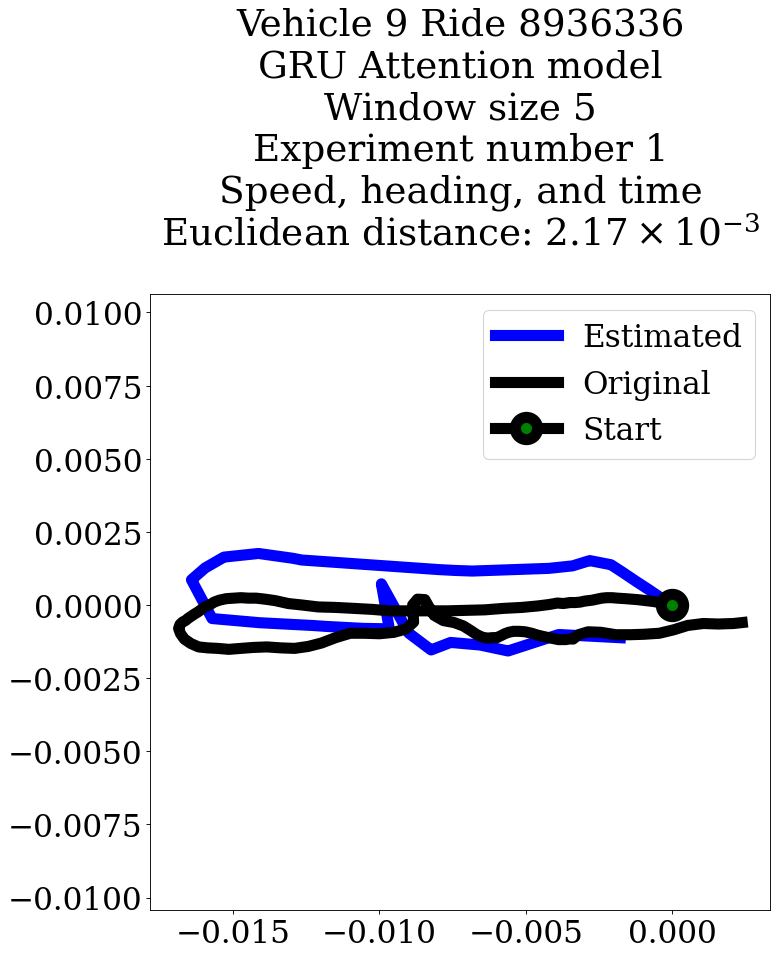 Vehicle 9 Ride 8936336
GRU Attention model
Window size 5
Experiment number 1
Speed, heading, and time
Euclidean distance: 2.17 × 10⁻³
Estimated
Original
Start
0.0100
0.0075
0.0050
0.0025
0.0000
−0.0025
−0.0050
−0.0075
−0.0100
−0.015 −0.010 −0.005 0.000